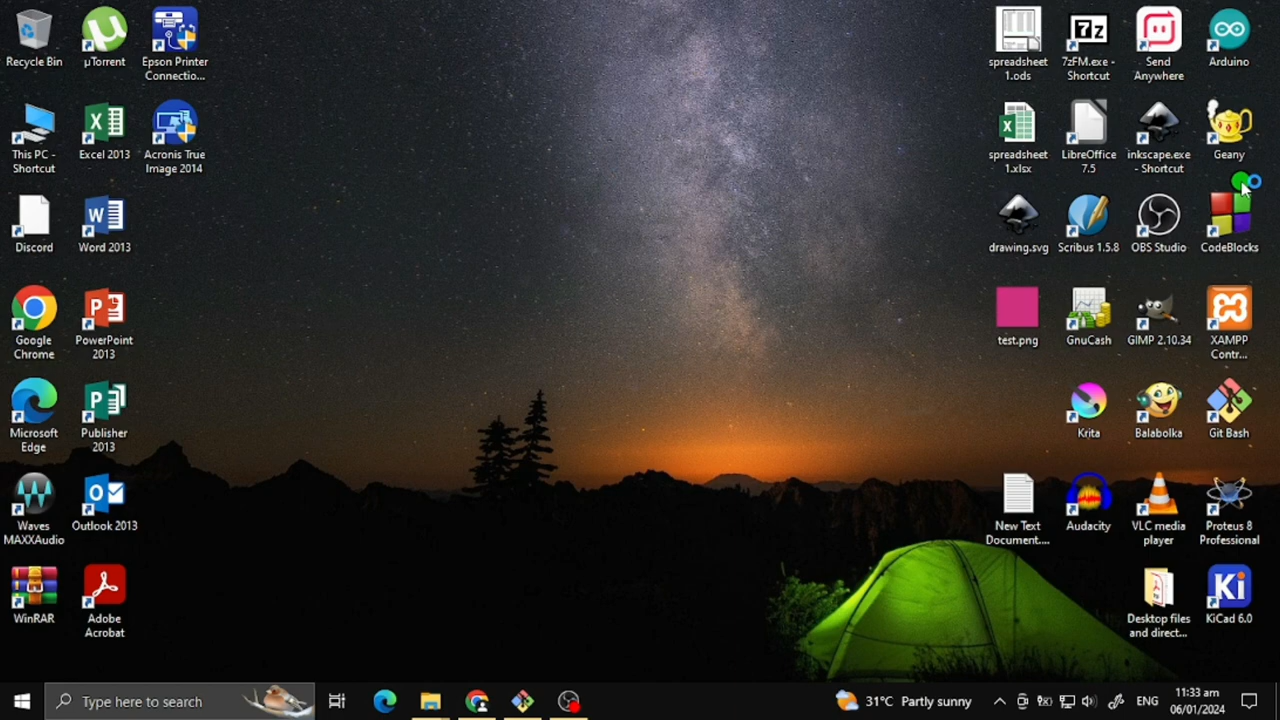 Recycle Bin
µTorrent
Epson Printer
Connectio...
This PC -
Shortcut
Excel 2013
Acronis True
Image 2014
Discord
Word 2013
Google
Chrome
PowerPoint
2013
Microsoft
Edge
Publisher
2013
Waves
MAXXAudio
Outlook 2013
WinRAR
Adobe
Acrobat
spreadsheet
1.ods
7z
7zFM.exe -
Shortcut
Send
Anywhere
Arduino
spreadsheet
1.xlsx
LibreOffice
7.5
inkscape.exe
- Shortcut
Geany
drawing.svg
Scribus 1.5.8
OBS Studio
CodeBlocks
test.png
GnuCash
GIMP 2.10.34
XAMPP
Contr...
Krita
Balabolka
Git Bash
New Text
Document....
Audacity
VLC media
player
Proteus 8
Professional
Desktop files
and direct...
Ki
KiCad 6.0
Type here to search
31°C Partly sunny
ENG
11:33 am
06/01/2024